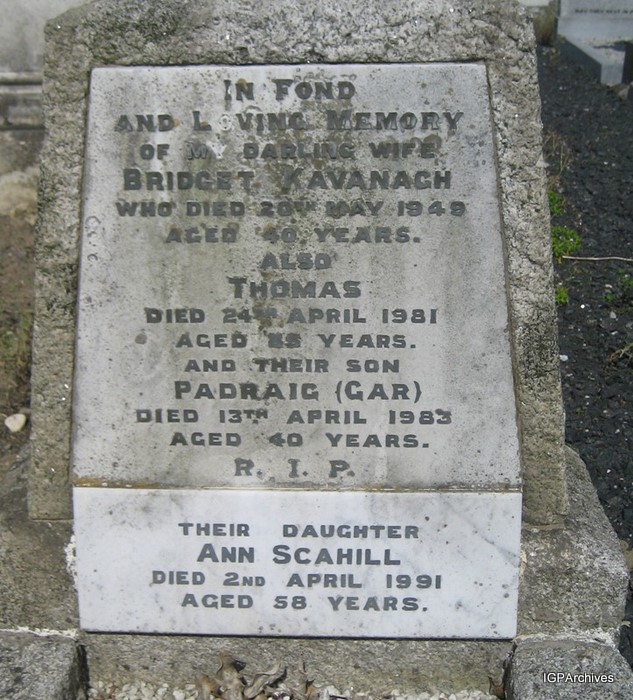 IN FOND
AND LOVING MEMORY
OF MY DARLING WIFE
BRIDGET KAVANAGH
WHO DIED 20TH MAY 1949
AGED 40 YEARS.
ALSO
THOMAS
DIED 24TH APRIL 1981
AGED YEARS.
AND THEIR SON
PADRAIG (GAR)
DIED 13TH APRIL 1983
AGED 40 YEARS.
R. I. P.
THEIR DAUGHTER
ANN SCAHILL
DIED 2ND APRIL 1991
AGED 58 YEARS.
IGPArchives